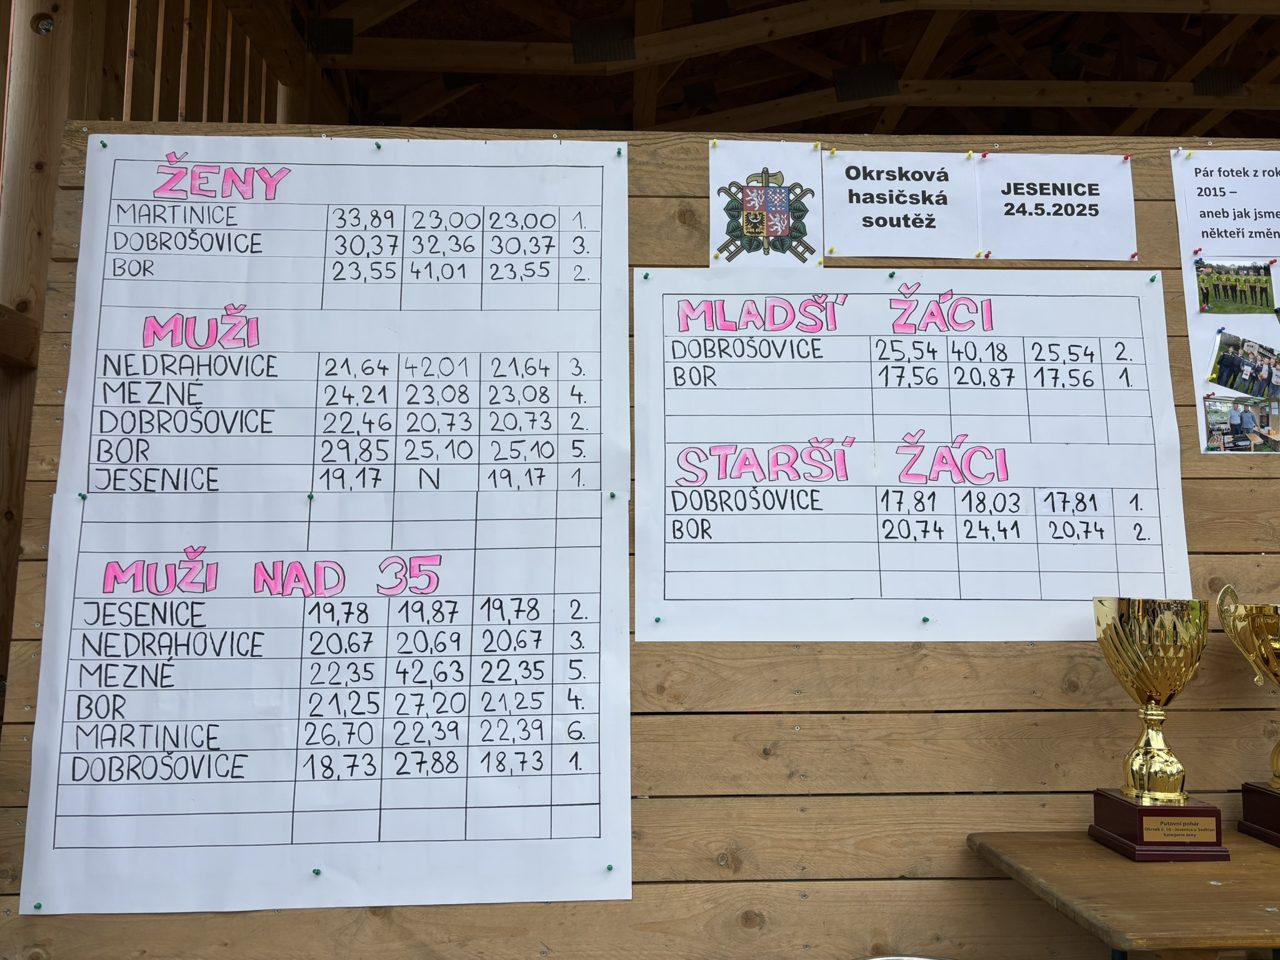 ŽENY
MARTINICE 33,89 23,00 23,00 1.
DOBROŠOVICE 30,37 32,36 30,37 3.
BOR 23,55 41,01 23,55 2.
MUŽI
NEDRAHOVICE 21,64 42,01 21,64 3.
MEZNÉ 24,21 23,08 23,08 4.
DOBROŠOVICE 22,46 20,73 20,73 2.
BOR 29,85 25,10 25,10 5.
JESENICE 19,17 N 19,17 1.
MUŽI NAD 35
JESENICE 19,78 19,87 19,78 2.
NEDRAHOVICE 20,67 20,69 20,67 3.
MEZNÉ 22,35 42,63 22,35 5.
BOR 21,25 27,20 21,25 4.
MARTINICE 26,70 22,39 22,39 6.
DOBROŠOVICE 18,73 27,88 18,73 1.
Okrsková
hasičská
soutěž
JESENICE
24.5.2025
MLADŠÍ ŽÁCI
DOBROŠOVICE 25,54 40,18 25,54 2.
BOR 17,56 20,87 17,56 1.
STARŠÍ ŽÁCI
DOBROŠOVICE 17,81 18,03 17,81 1.
BOR 20,74 24,41 20,74 2.
Pár fotek z rok
2015 –
aneb jak jsme
někteří změn
Putovní pohár
Okrsek č. 16 - Jesenice u Sedlčan
kategorie ženy